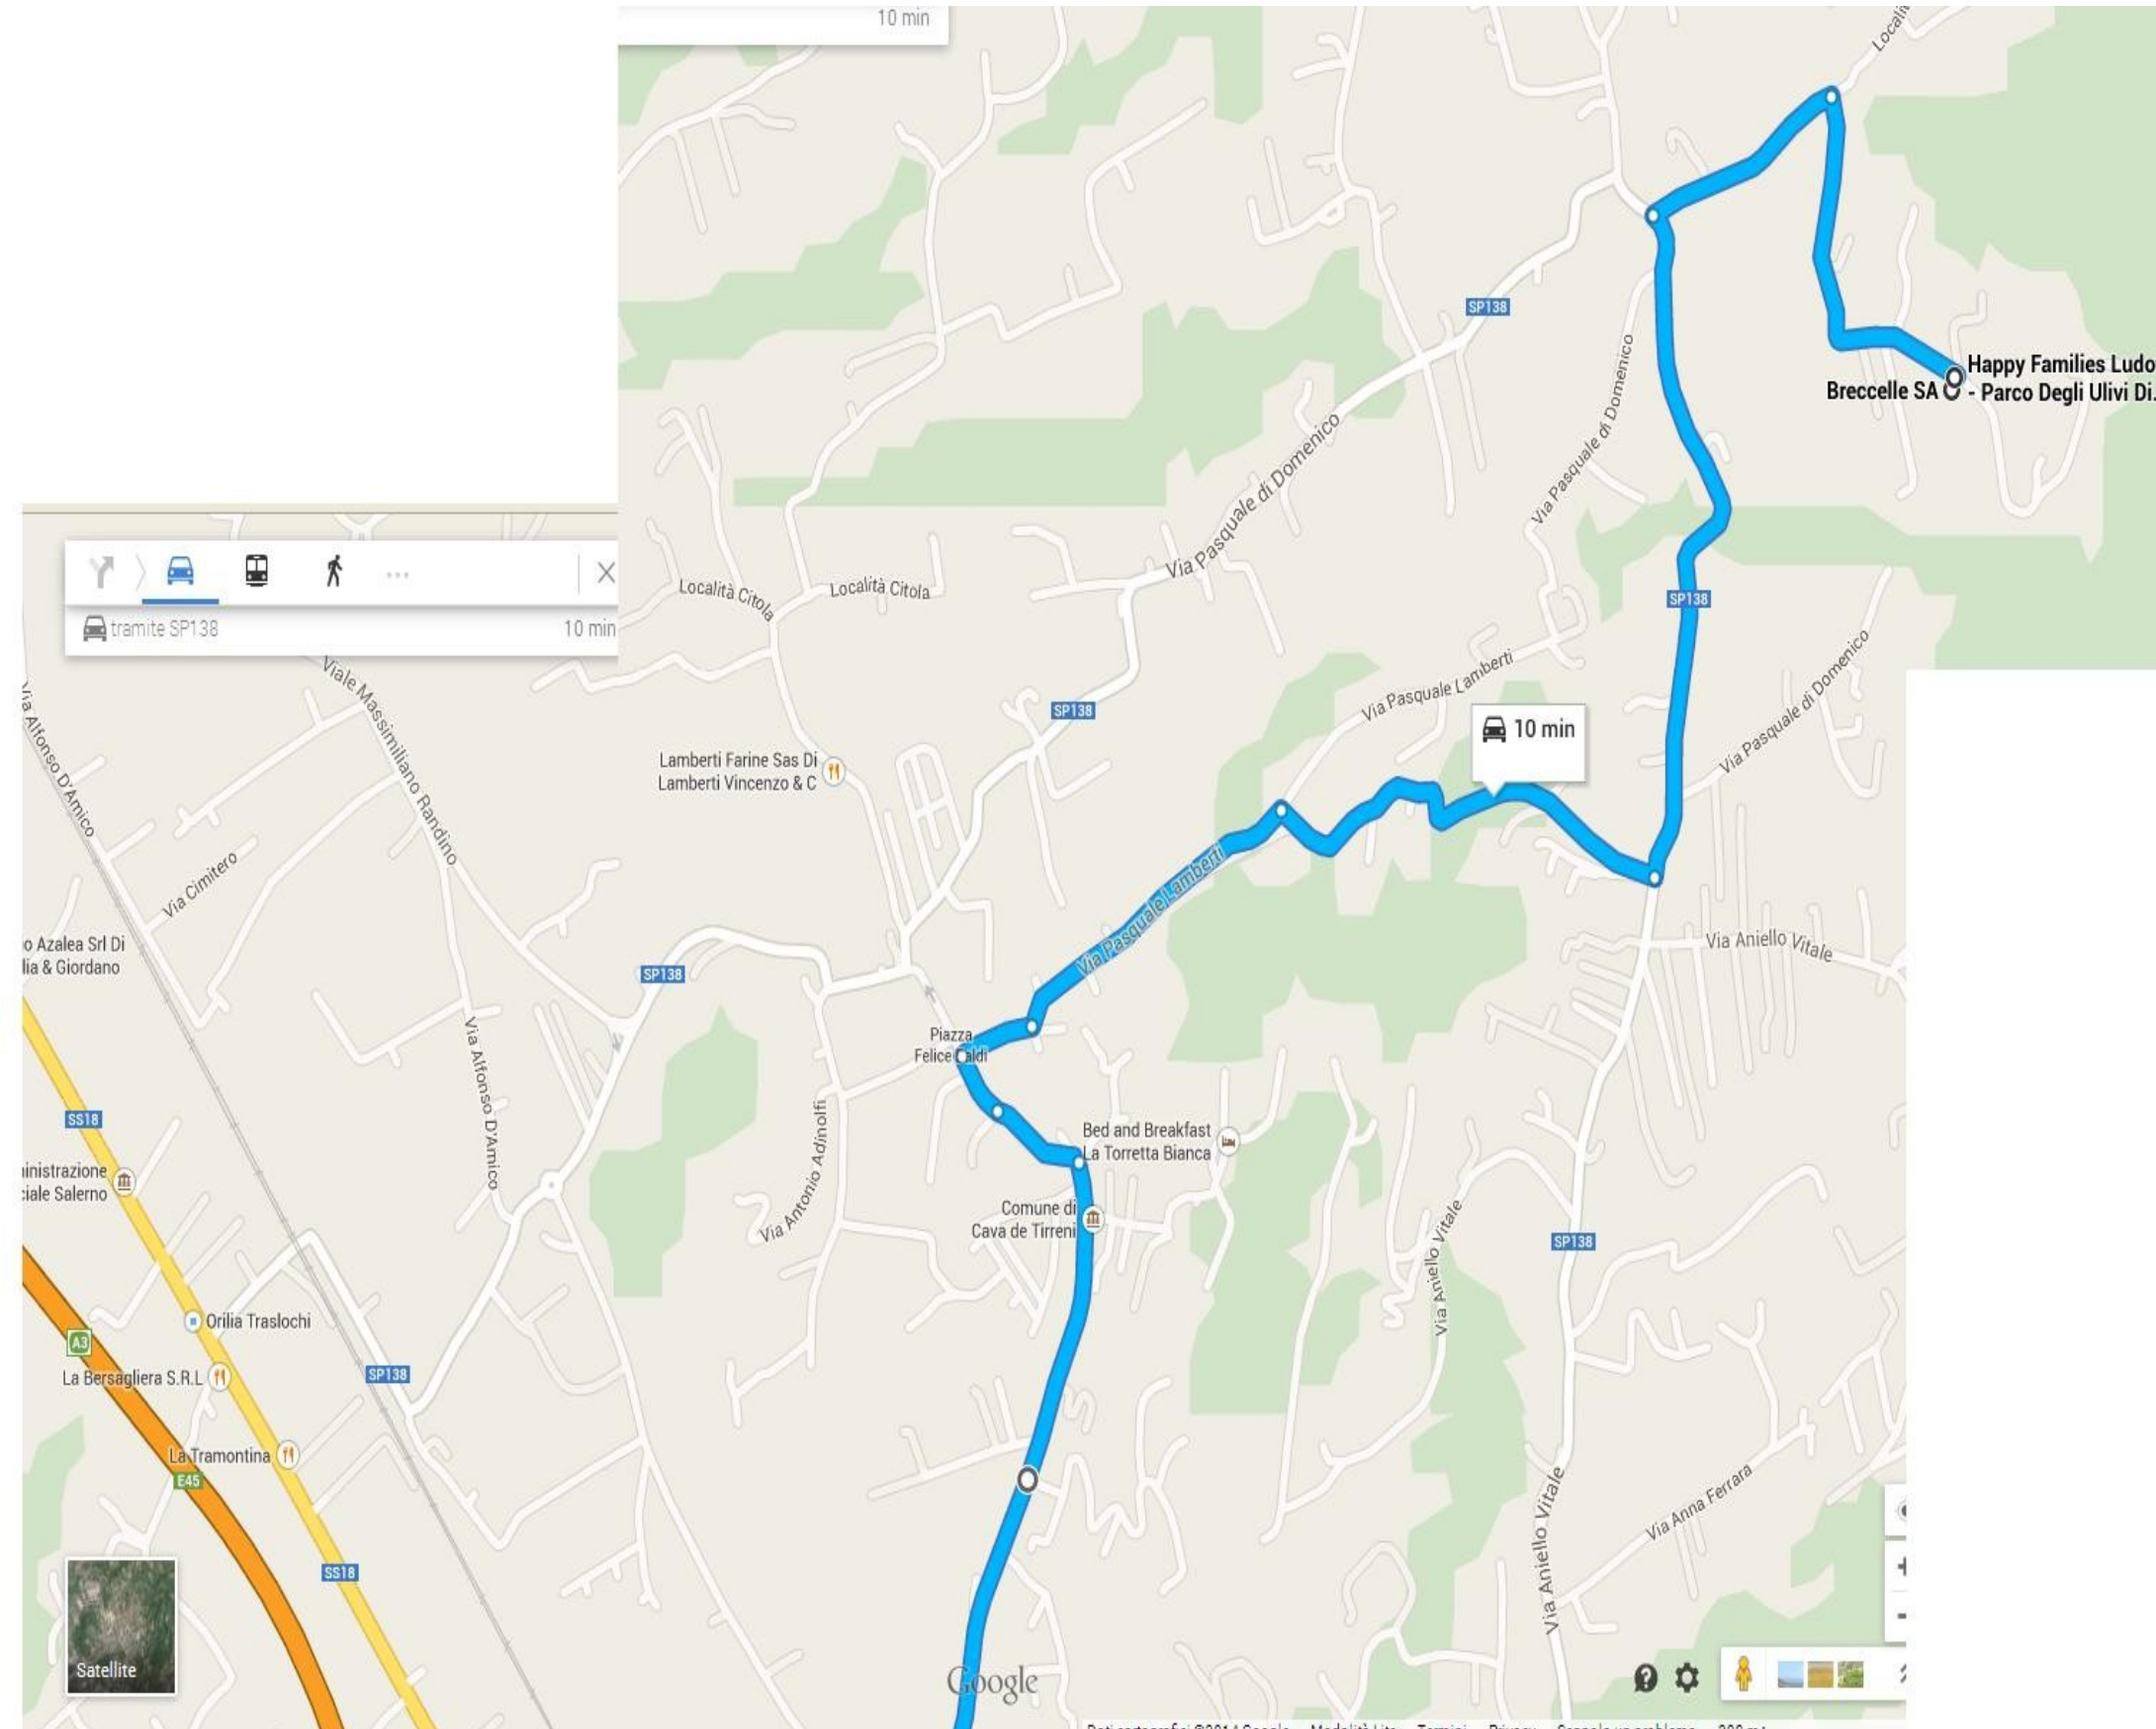 10 min
SP138
Happy Families Ludo
Breccelle SA
- Parco Degli Ulivi Di.
Via Pasquale di Domenico
Via Pasquale di Domenico
Località Citola
Località Citola
SP138
tramite SP138
10 min
Viale Massimiliano Randino
Via Alfonso D'Amico
Via Pasquale Lamberti
Via Pasquale di Domenico
SP138
10 min
Lamberti Farine Sas Di
Lamberti Vincenzo & C
Via Pasquale Lamberti
Via Cimitero
o Azalea Srl Di
lia & Giordano
SP138
Via Aniello Vitale
Piazza
Felice Baldi
Via Alfonso D'Amico
SS18
Via Antonio Adinolfi
Bed and Breakfast
La Torretta Bianca
inistrazione
ciale Salerno
Comune di
Cava de Tirreni
Via Aniello Vitale
SP138
Orilia Traslochi
A3
La Bersagliera S.R.L
SP138
La Tramontina
E45
Via Aniello Vitale
Via Anna Ferrara
SS18
Satellite
Google